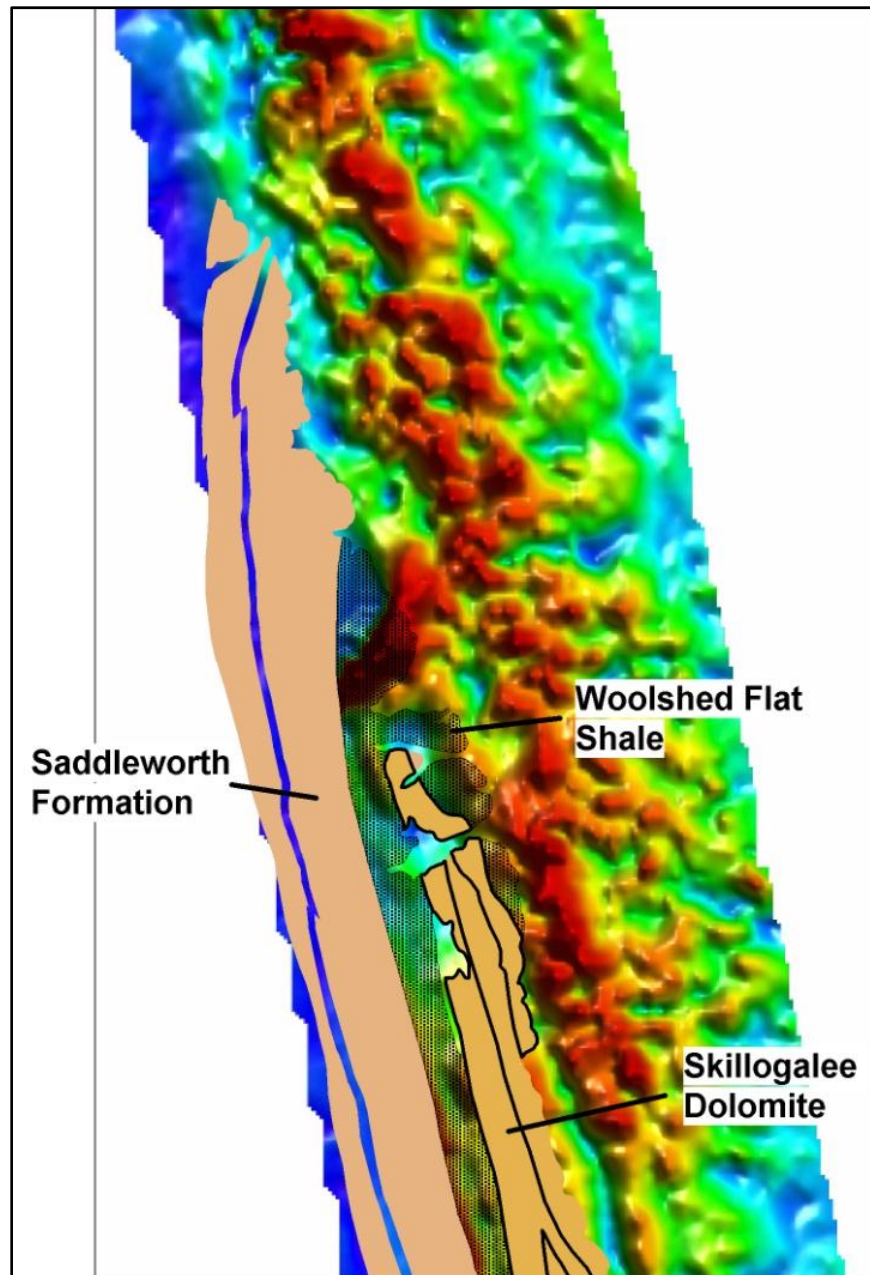 Woolshed Flat
Shale
Saddleworth
Formation
Skillogalee
Dolomite